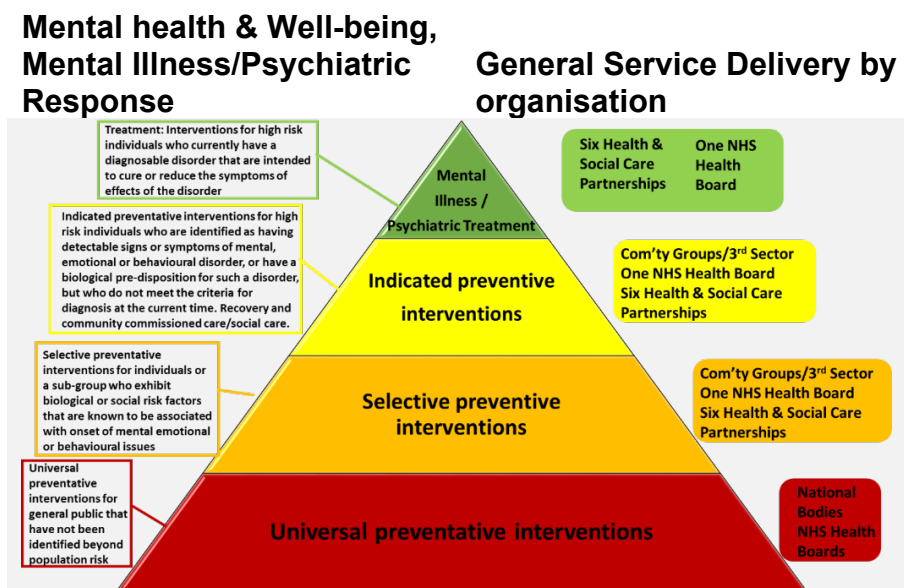 Mental health & Well-being,
Mental Illness/Psychiatric
Response
General Service Delivery by
organisation
Treatment: Interventions for high risk
individuals who currently have a
diagnosable disorder that are intended
to cure or reduce the symptoms of
effects of the disorder
Mental
Illness /
Psychiatric Treatment
Six Health &
Social Care
Partnerships
One NHS
Health
Board
Indicated preventative interventions for high
risk individuals who are identified as having
detectable signs or symptoms of mental,
emotional or behavioural disorder, or have a
biological pre-disposition for such a disorder,
but who do not meet the criteria for
diagnosis at the current time. Recovery and
community commissioned care/social care.
Indicated preventive
interventions
Com'ty Groups/3rd Sector
One NHS Health Board
Six Health & Social Care
Partnerships
Selective preventative
interventions for individuals or
a sub-group who exhibit
biological or social risk factors
that are known to be associated
with onset of mental emotional
or behavioural issues
Selective preventive
interventions
Com'ty Groups/3rd Sector
One NHS Health Board
Six Health & Social Care
Partnerships
Universal
preventative
interventions for
general public that
have not been
identified beyond
population risk
Universal preventative interventions
National
Bodies
NHS Health
Boards